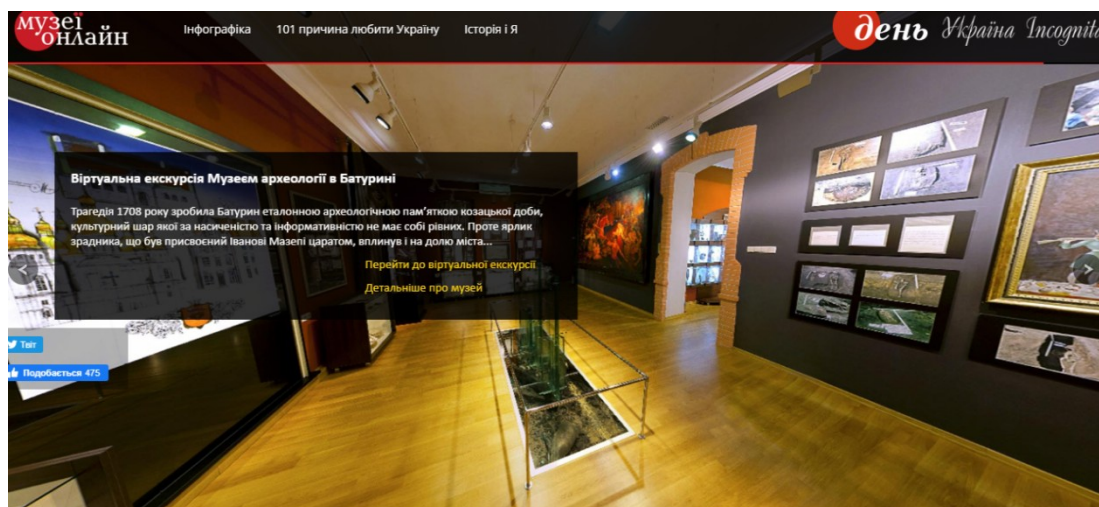 музеї
онлайн
Інфографіка 101 причина любити Україну Історія і Я
день Україна Incognita
Віртуальна екскурсія Музеєм археології в Батурині
Трагедія 1708 року зробила Батурин еталонною археологічною пам’яткою козацької доби,
культурний шар якої за насиченістю та інформативністю не має собі рівних. Проте ярлик
зрадника, що був присвоєний Іванові Мазепі царатом, вплинув і на долю міста...
Перейти до віртуальної екскурсії
Детальніше про музей
Твіт
Подобається 475